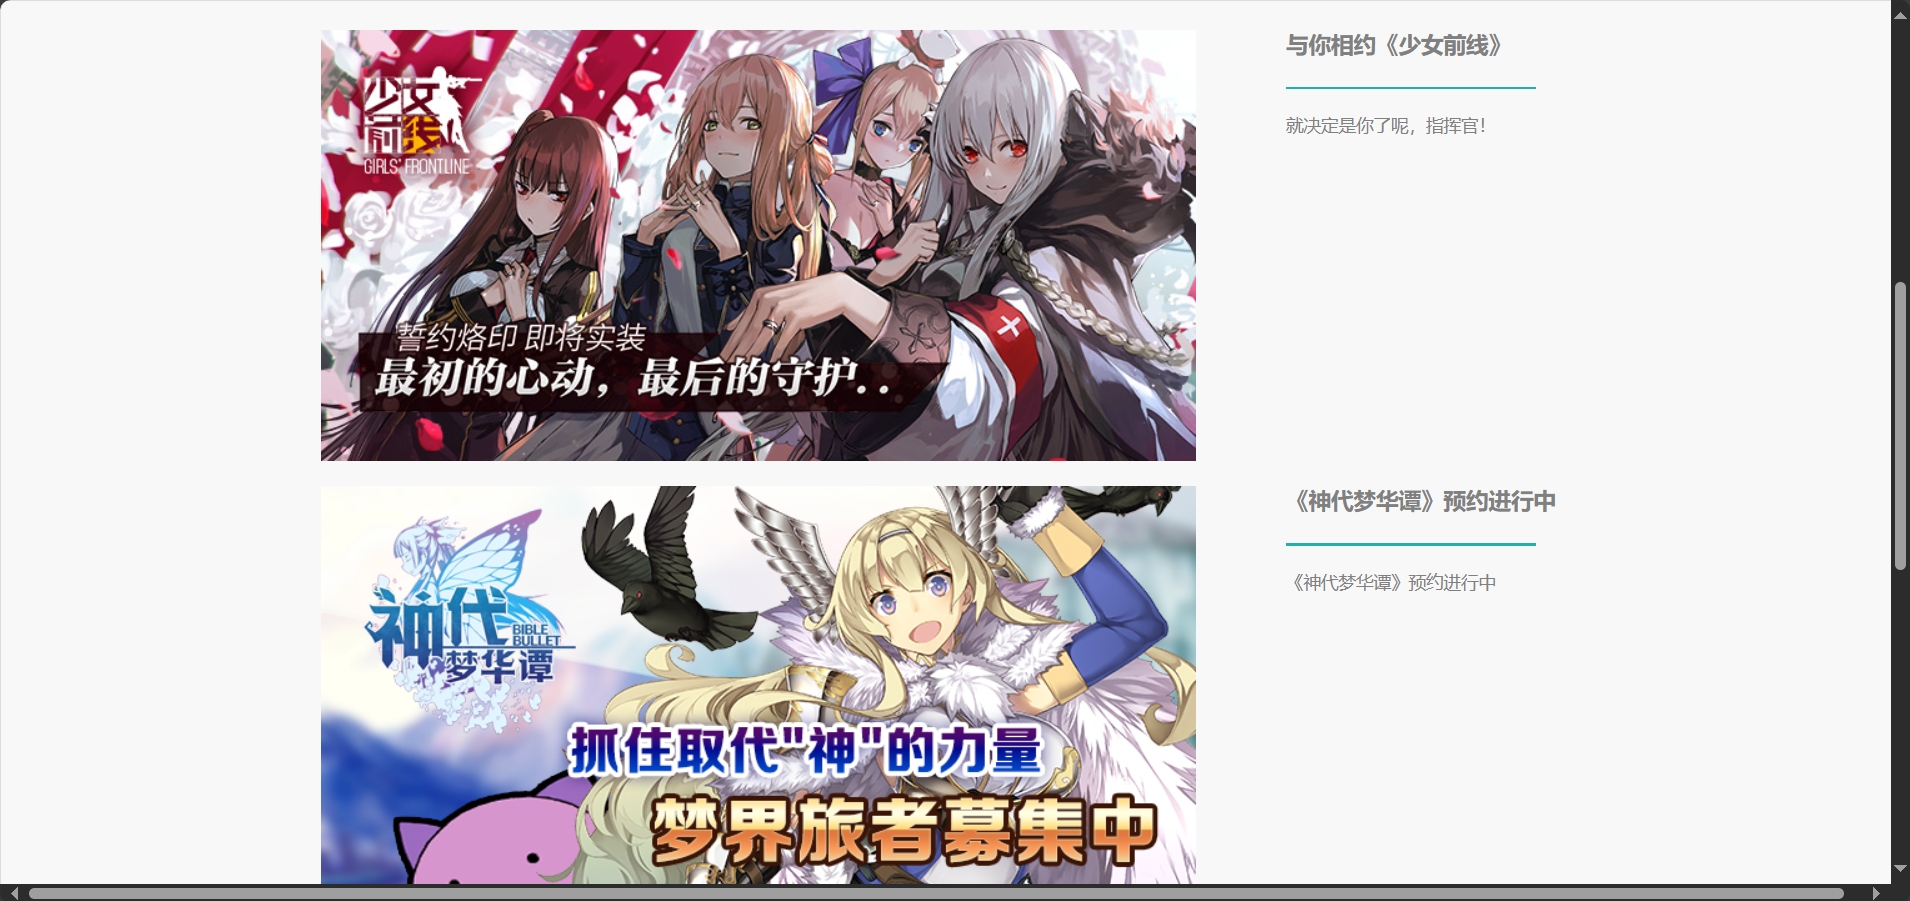 少女
前线
GIRLS' FRONTLINE
誓约烙印 即将实装
最初的心动，最后的守护..
与你相约《少女前线》
就决定是你了呢，指挥官！
神代
BIBLE
BULLET
梦华谭
抓住取代"神"的力量
梦界旅者募集中
《神代梦华谭》预约进行中
《神代梦华谭》预约进行中